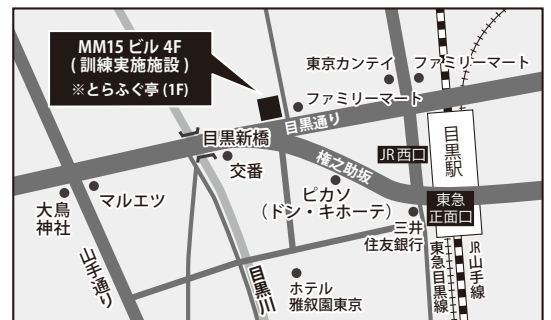 MM15 ビル 4F
( 訓練実施施設 )
※とらふぐ亭 (1F)
東京カンテイ
ファミリーマート
ファミリーマート
目黒通り
目黒新橋
権之助坂
JR西口
目黒駅
交番
大鳥
神社
マルエツ
ピカソ
（ドン・キホーテ）
東急
正面口
三井
住友銀行
山手通り
目黒川
ホテル
雅叙園東京
東急目黒線
JR山手線